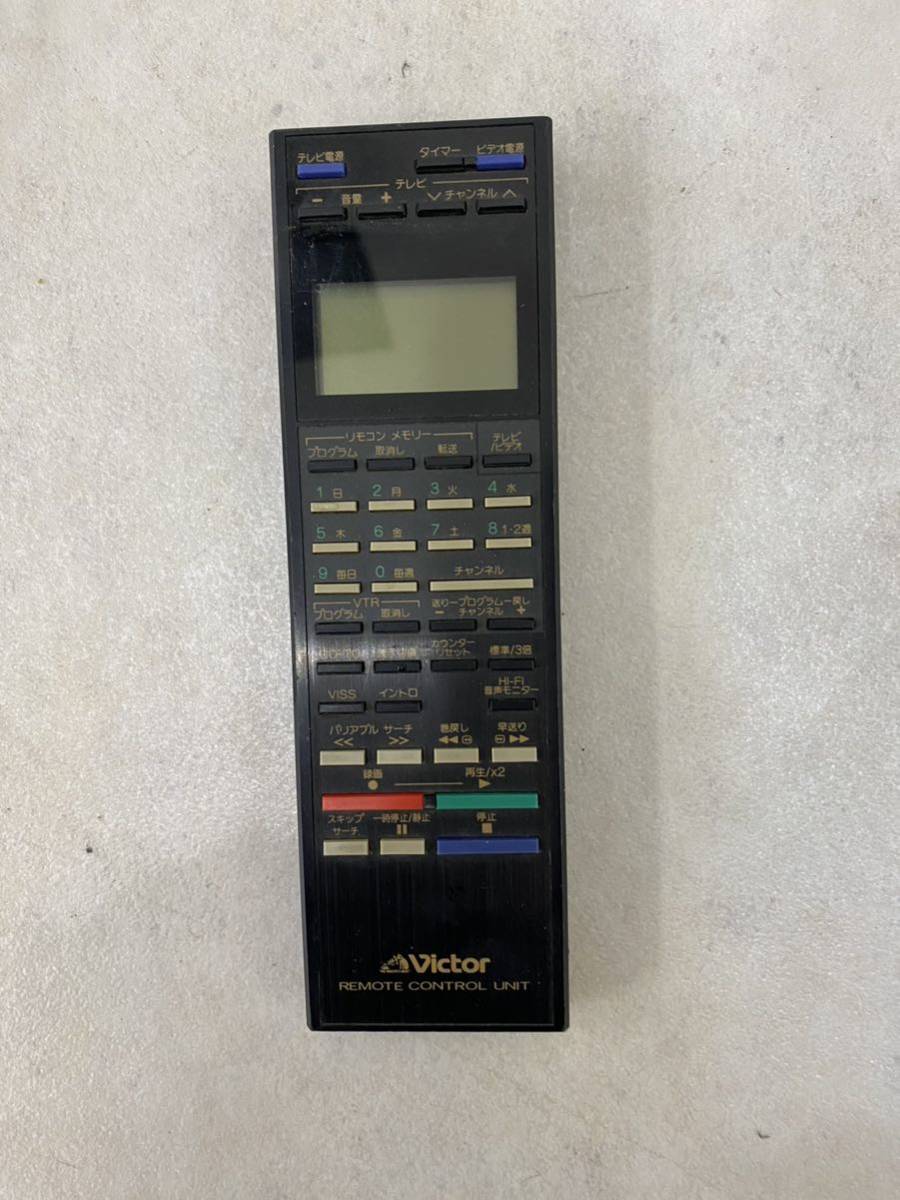 テレビ電源 タイマー ビデオ電源
テレビ
− 音量 + ∨ チャンネル ∧
リモコン メモリー テレビ
プログラム 取消し 転送 /ビデオ
1 日 2 月 3 火 4 水
5 木 6 金 7 土 8 1・2週
9 毎日 0 毎週 チャンネル
VTR 送りープログラムー戻し
プログラム 取消し − チャンネル +
カウンター
リセット 標準/3倍
HI-FI
VISS イントロ 音声モニター
バリアブル サーチ 巻戻し 早送り
<< >> ◀◀ ▶▶
録画 再生/x2
● ▶
スキップ 一時停止/静止 停止
サーチ ▮▮ ■
Victor
REMOTE CONTROL UNIT